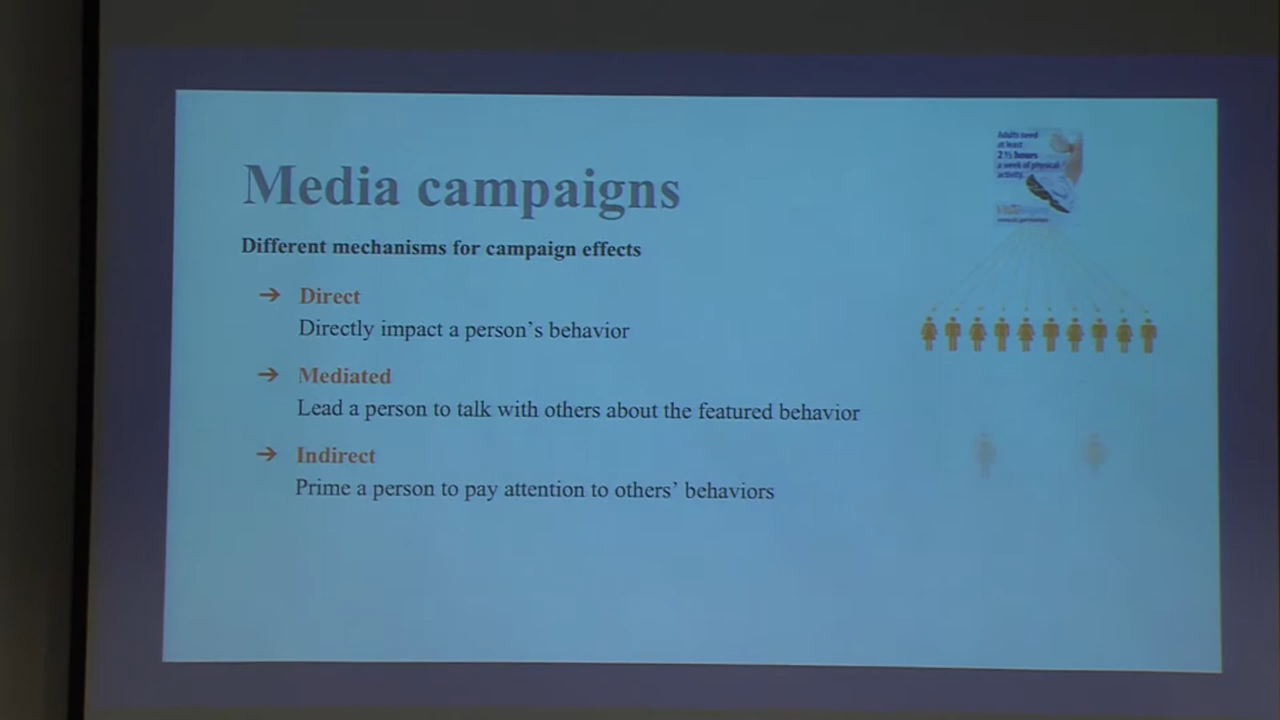 Media campaigns
Different mechanisms for campaign effects
➔ Direct
Directly impact a person's behavior
➔ Mediated
Lead a person to talk with others about the featured behavior
➔ Indirect
Prime a person to pay attention to others' behaviors
Adults need
at least
2 ½ hours
a week of physical
activity.